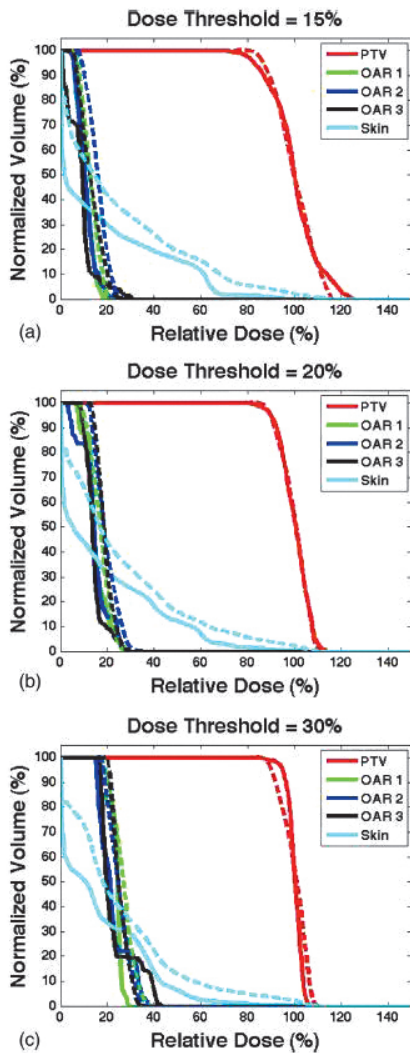 Dose Threshold = 15%
Normalized Volume (%)
100
90
80
70
60
50
40
30
20
10
0
PTV
OAR 1
OAR 2
OAR 3
Skin
0 20 40 60 80 100 120 140
(a)
Relative Dose (%)
Dose Threshold = 20%
Normalized Volume (%)
100
90
80
70
60
50
40
30
20
10
0
PTV
OAR 1
OAR 2
OAR 3
Skin
0 20 40 60 80 100 120 140
(b)
Relative Dose (%)
Dose Threshold = 30%
Normalized Volume (%)
100
90
80
70
60
50
40
30
20
10
0
PTV
OAR 1
OAR 2
OAR 3
Skin
0 20 40 60 80 100 120 140
(c)
Relative Dose (%)